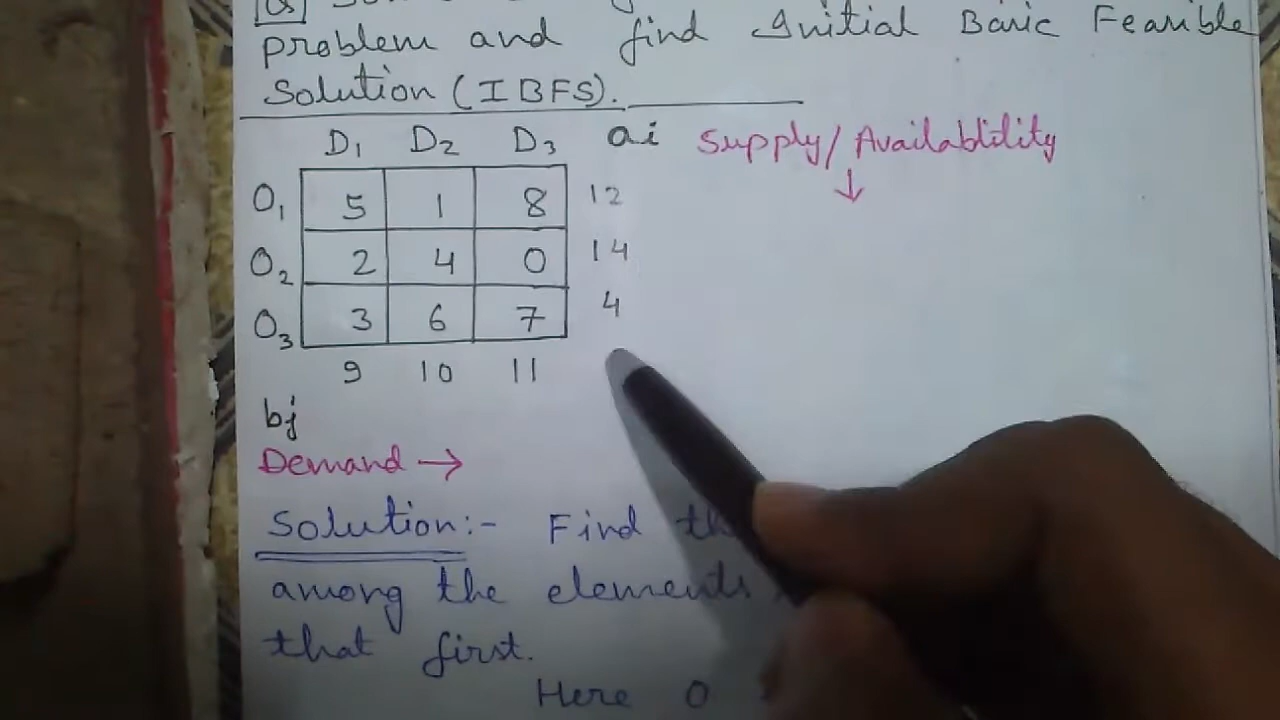 Q
problem and find Initial Basic Feasible
Solution (IBFS).
D1 D2 D3 ai Supply/Availablility
O1 5 1 8 12
O2 2 4 0 14
O3 3 6 7 4
9 10 11
bj
Demand →
Solution:- Find
among the elements
that first.
Here 0